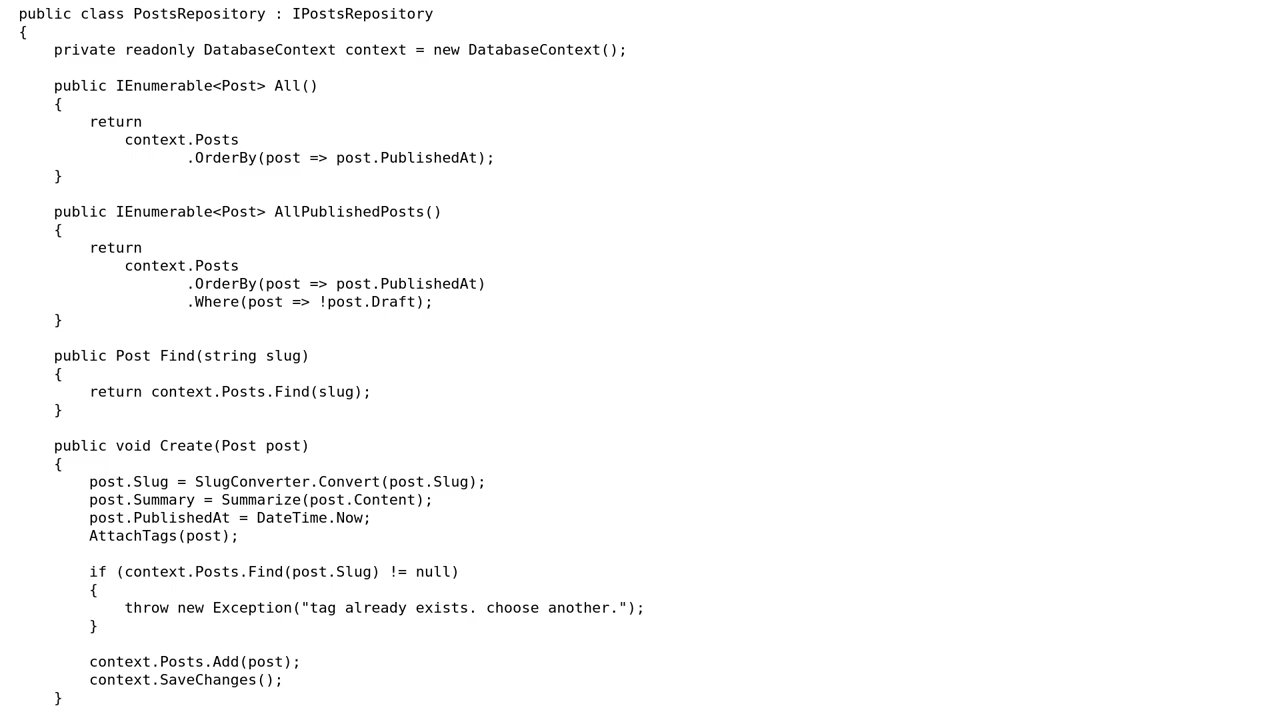 public class PostsRepository : IPostsRepository
{
    private readonly DatabaseContext context = new DatabaseContext();

    public IEnumerable<Post> All()
    {
        return
            context.Posts
                   .OrderBy(post => post.PublishedAt);
    }

    public IEnumerable<Post> AllPublishedPosts()
    {
        return
            context.Posts
                   .OrderBy(post => post.PublishedAt)
                   .Where(post => !post.Draft);
    }

    public Post Find(string slug)
    {
        return context.Posts.Find(slug);
    }

    public void Create(Post post)
    {
        post.Slug = SlugConverter.Convert(post.Slug);
        post.Summary = Summarize(post.Content);
        post.PublishedAt = DateTime.Now;
        AttachTags(post);

        if (context.Posts.Find(post.Slug) != null)
        {
            throw new Exception("tag already exists. choose another.");
        }

        context.Posts.Add(post);
        context.SaveChanges();
    }